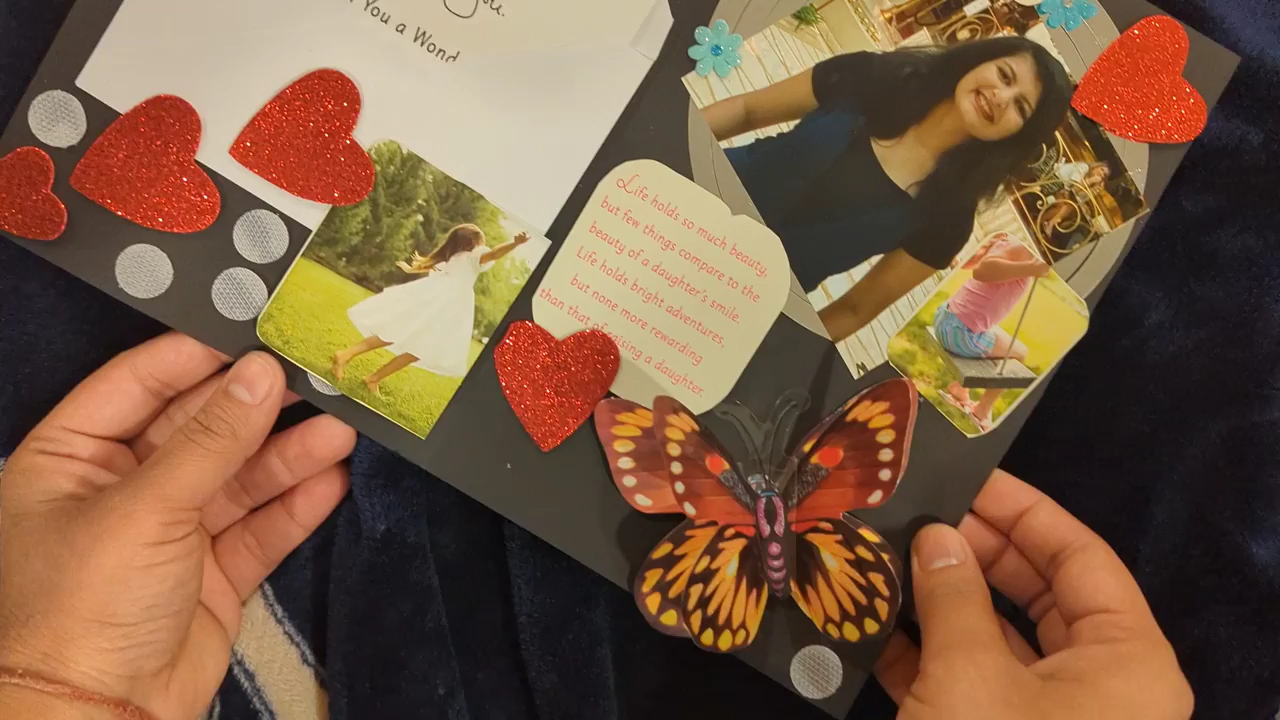 you.
You a Wond
Life holds so much beauty,
but few things compare to the
beauty of a daughter's smile.
Life holds bright adventures,
but none more rewarding
than that of raising a daughter.